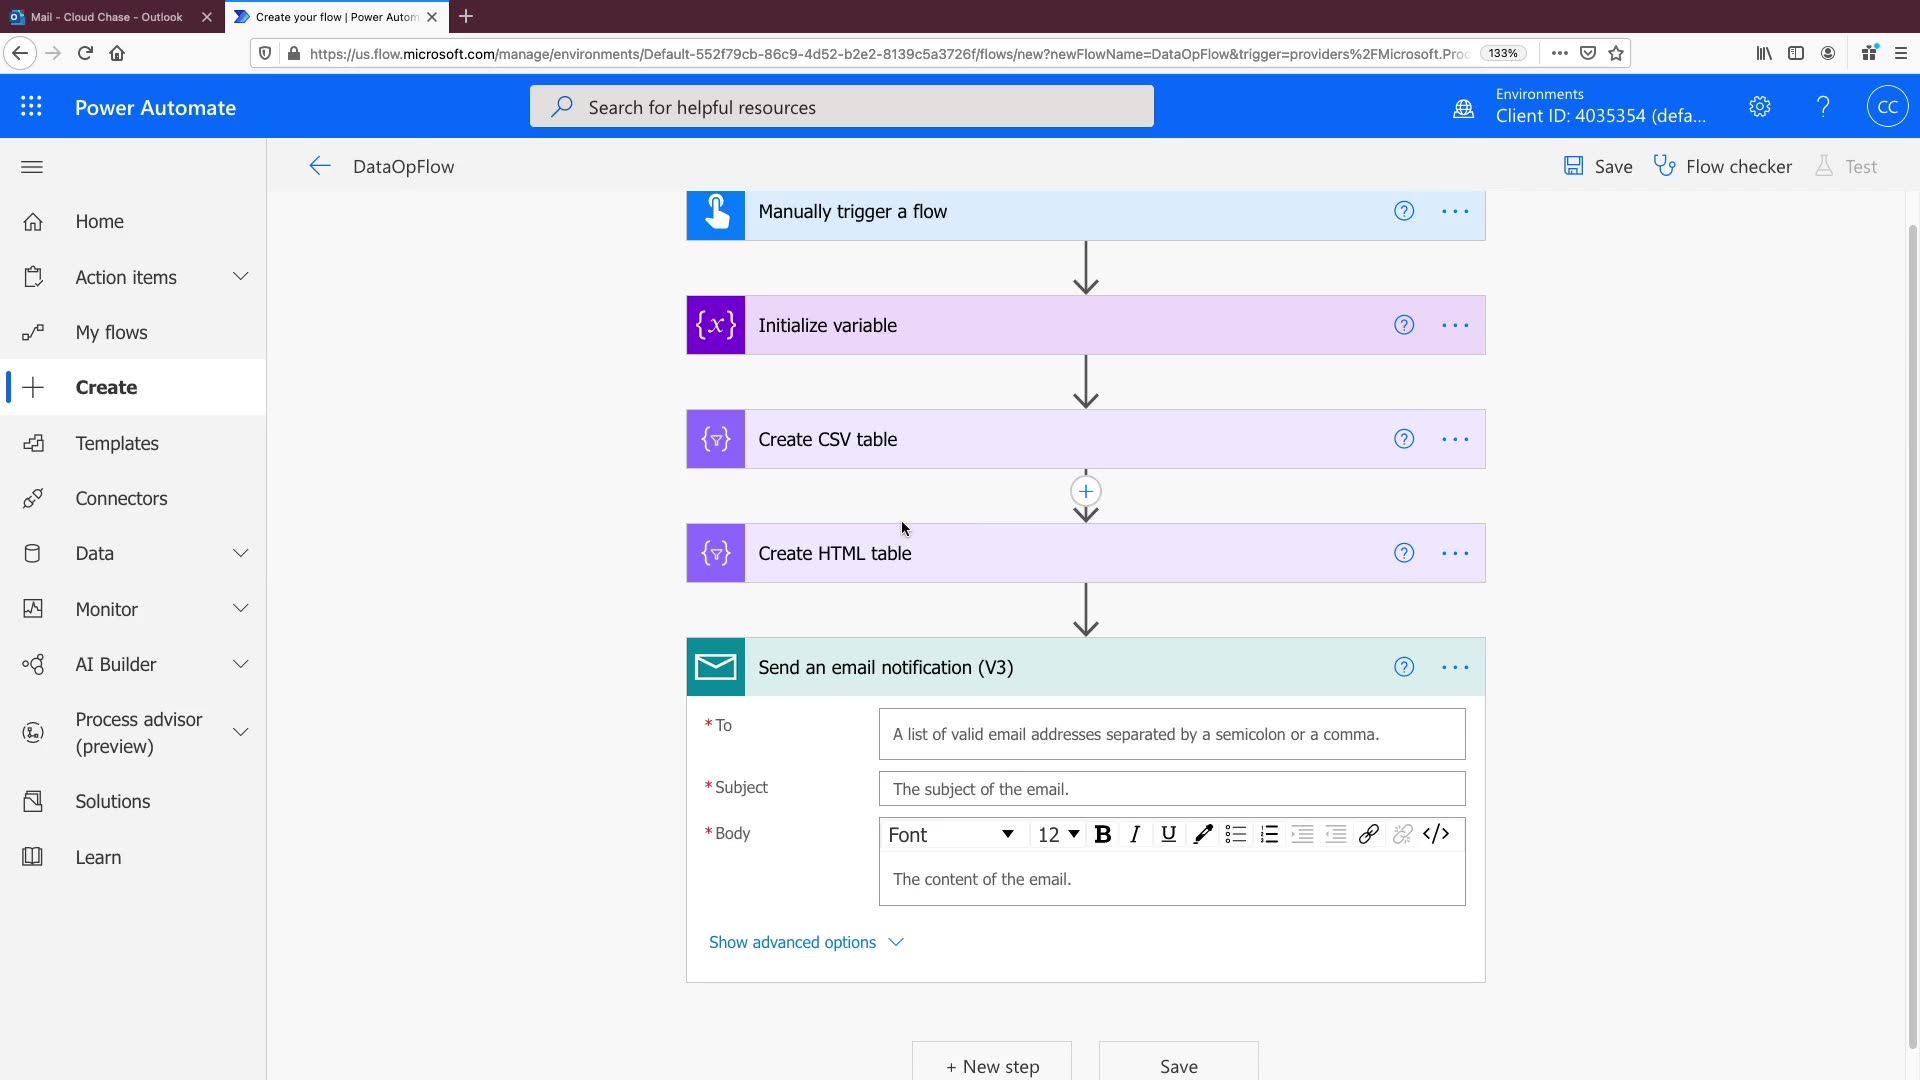 Mail - Cloud Chase - Outlook
Create your flow | Power Autom
https://us.flow.microsoft.com/manage/environments/Default-552f79cb-86c9-4d52-b2e2-8139c5a3726f/flows/new?newFlowName=DataOpFlow&trigger=providers%2FMicrosoft.Proc
133%
Power Automate
Search for helpful resources
Environments
Client ID: 4035354 (defa...
CC
DataOpFlow
Save
Flow checker
Test
Home
Action items
My flows
Create
Templates
Connectors
Data
Monitor
AI Builder
Process advisor
(preview)
Solutions
Learn
Manually trigger a flow
{x} Initialize variable
Create CSV table
Create HTML table
Send an email notification (V3)
* To
A list of valid email addresses separated by a semicolon or a comma.
* Subject
The subject of the email.
* Body
Font 12 B I U </>
The content of the email.
Show advanced options
+ New step
Save